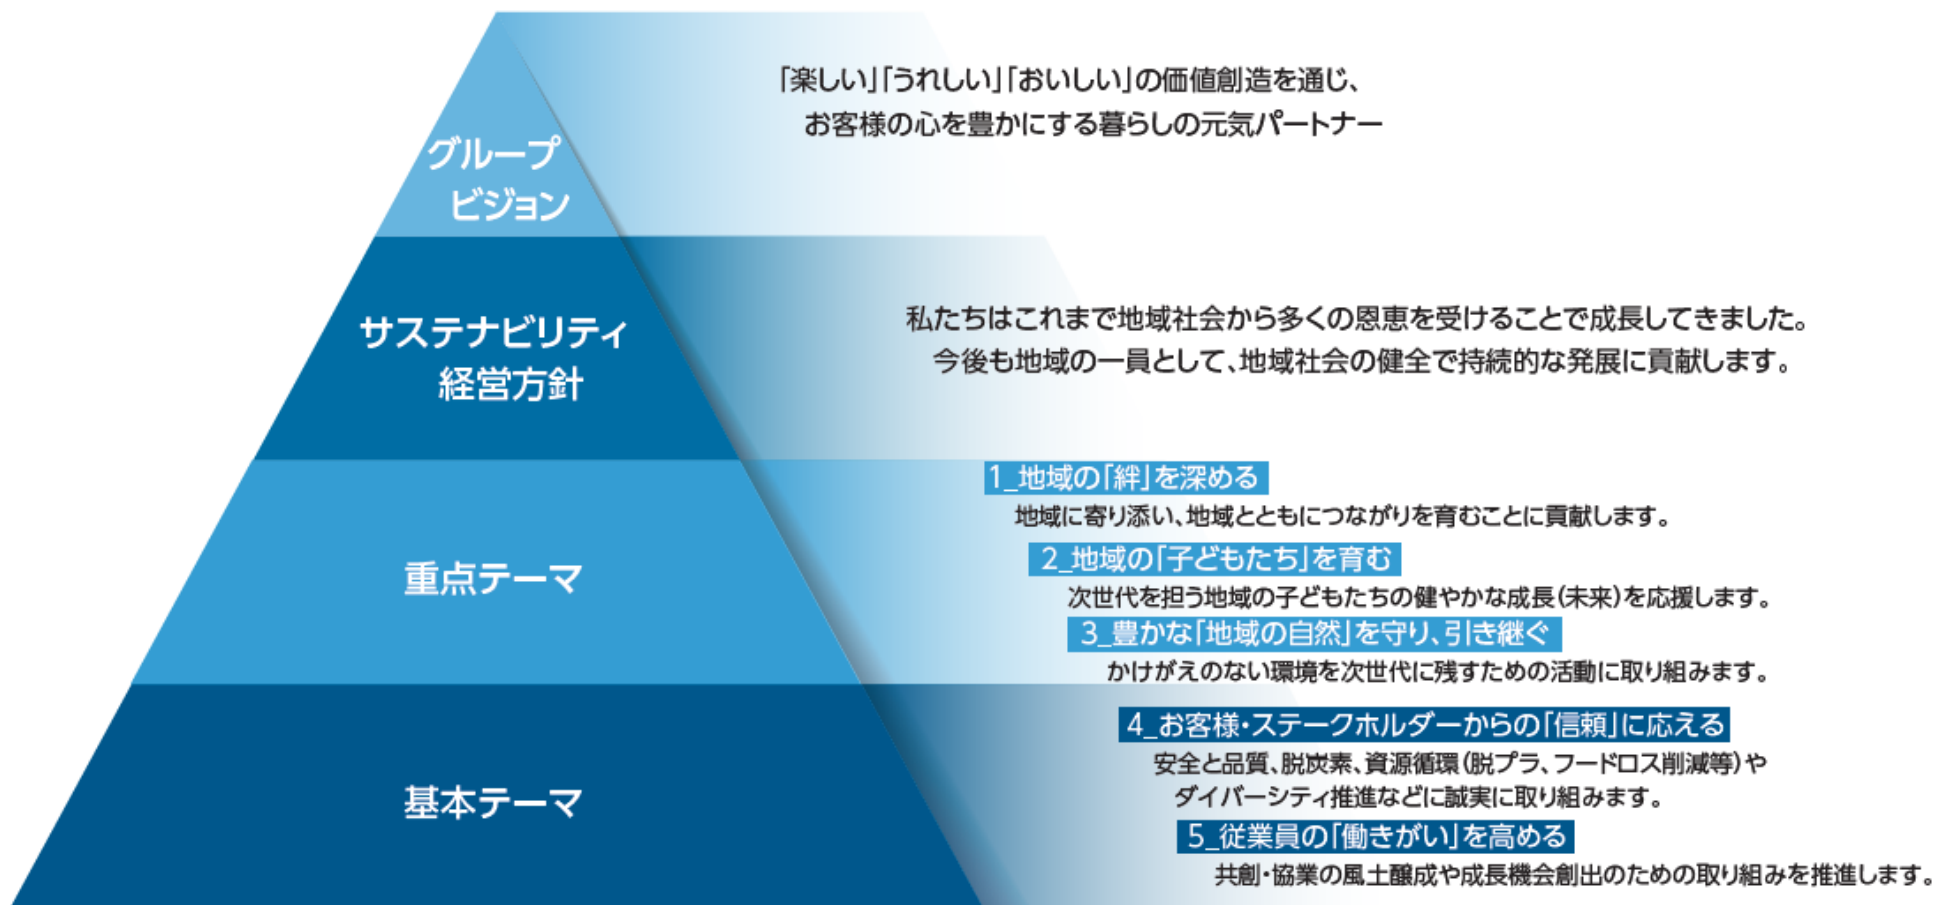 グループ
ビジョン
「楽しい」「うれしい」「おいしい」の価値創造を通じ、
お客様の心を豊かにする暮らしの元気パートナー
サステナビリティ
経営方針
私たちはこれまで地域社会から多くの恩恵を受けることで成長してきました。
今後も地域の一員として、地域社会の健全で持続的な発展に貢献します。
重点テーマ
1_地域の「絆」を深める
地域に寄り添い、地域とともにつながりを育むことに貢献します。
2_地域の「子どもたち」を育む
次世代を担う地域の子どもたちの健やかな成長(未来)を応援します。
3_豊かな「地域の自然」を守り、引き継ぐ
かけがえのない環境を次世代に残すための活動に取り組みます。
基本テーマ
4_お客様・ステークホルダーからの「信頼」に応える
安全と品質、脱炭素、資源循環(脱プラ、フードロス削減等)や
ダイバーシティ推進などに誠実に取り組みます。
5_従業員の「働きがい」を高める
共創・協業の風土醸成や成長機会創出のための取り組みを推進します。